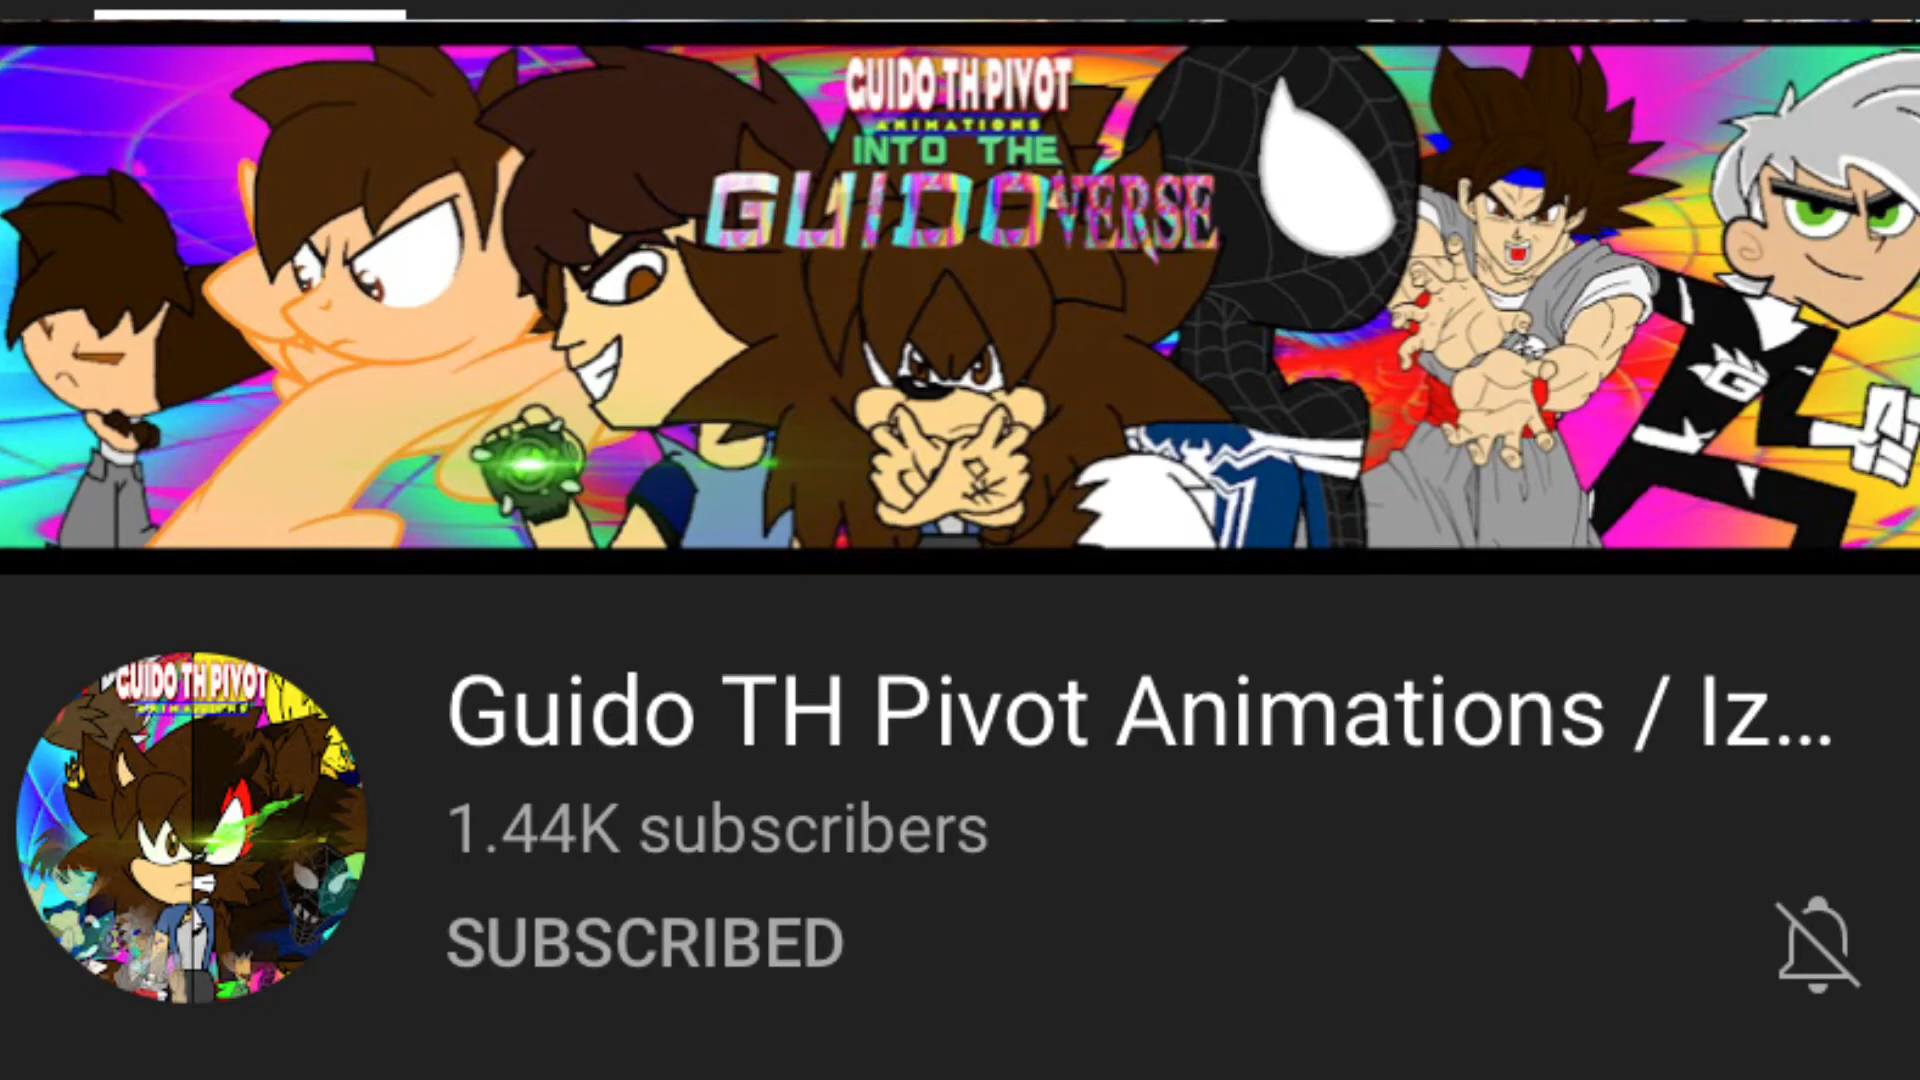 GUIDO TH PIVOT
ANIMATIONS
INTO THE
GUIDOVERSE
GUIDO TH PIVOT
ANIMATIONS
Guido TH Pivot Animations / Iz...
1.44K subscribers
SUBSCRIBED